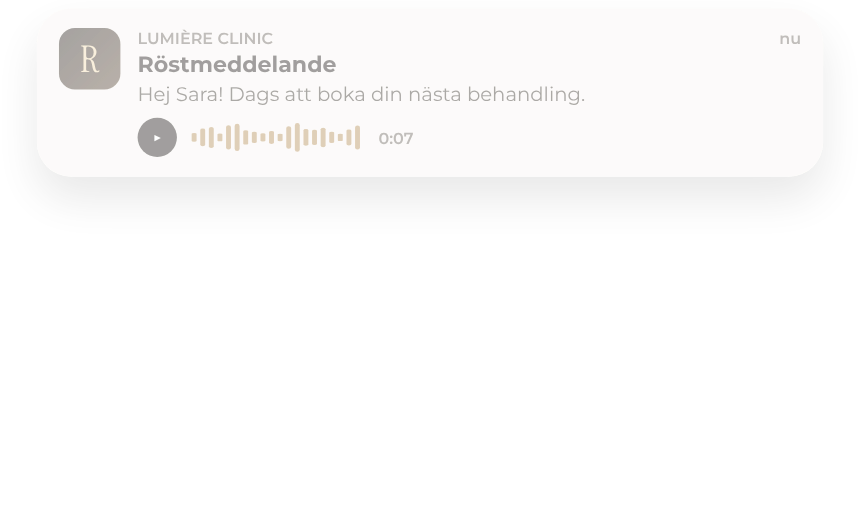 R
LUMIÈRE CLINIC
nu
Röstmeddelande
Hej Sara! Dags att boka din nästa behandling.
0:07